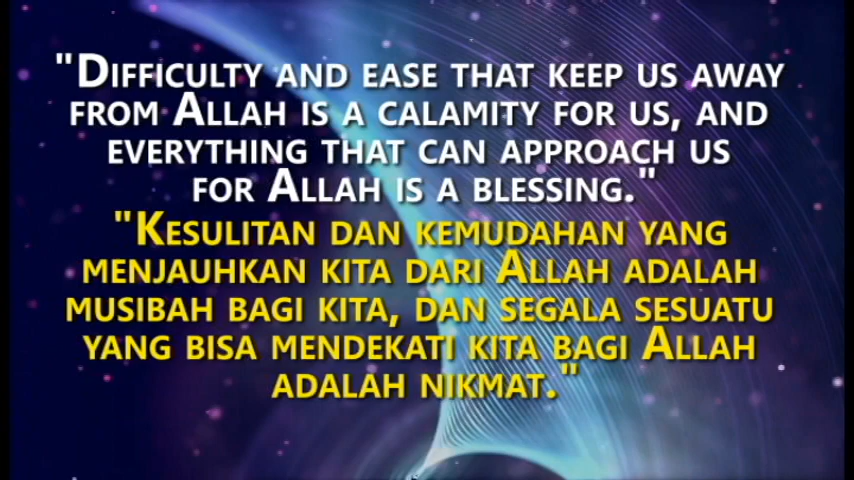 "Difficulty and ease that keep us away
from Allah is a calamity for us, and
everything that can approach us
for Allah is a blessing."
"Kesulitan dan kemudahan yang
menjauhkan kita dari Allah adalah
musibah bagi kita, dan segala sesuatu
yang bisa mendekati kita bagi Allah
adalah nikmat."